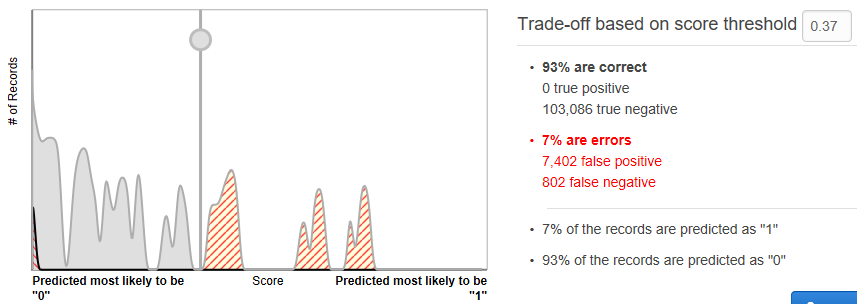 Trade-off based on score threshold 0.37
# of Records
• 93% are correct
0 true positive
103,086 true negative
• 7% are errors
7,402 false positive
802 false negative
• 7% of the records are predicted as "1"
• 93% of the records are predicted as "0"
Predicted most likely to be "0"
Score
Predicted most likely to be "1"